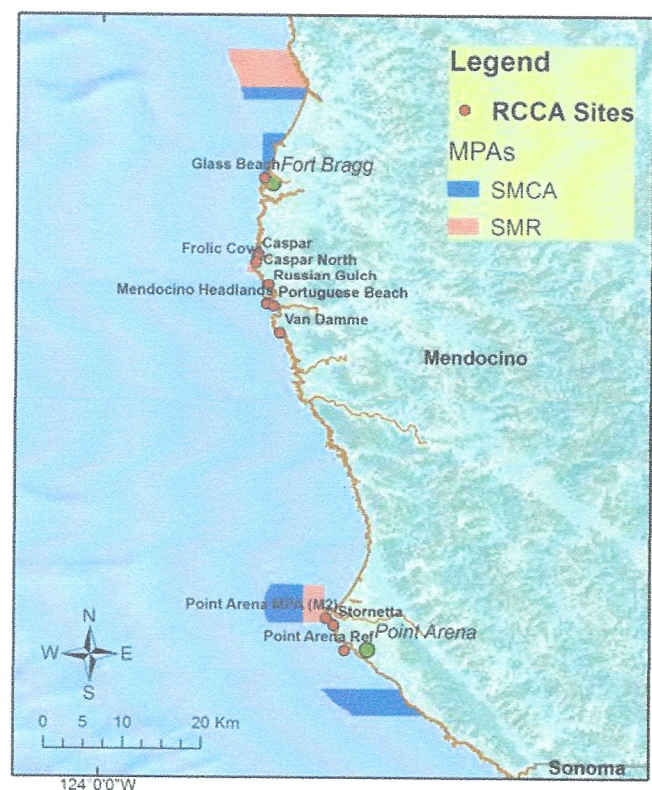 Legend
RCCA Sites
MPAs
SMCA
SMR
Glass Beach
Fort Bragg
Caspar
Frolic Cove
Caspar North
Russian Gulch
Mendocino Headlands
Portuguese Beach
Van Damme
Mendocino
Point Arena MPA (M2)
Stornetta
Point Arena Ref
Point Arena
N
W E
S
0 5 10 20 Km
Sonoma
124°0'0"W